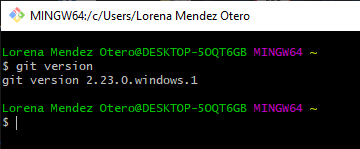 MINGW64:/c/Users/Lorena Mendez Otero
Lorena Mendez Otero@DESKTOP-5OQT6GB MINGW64 ~
$ git version
git version 2.23.0.windows.1
Lorena Mendez Otero@DESKTOP-5OQT6GB MINGW64 ~
$